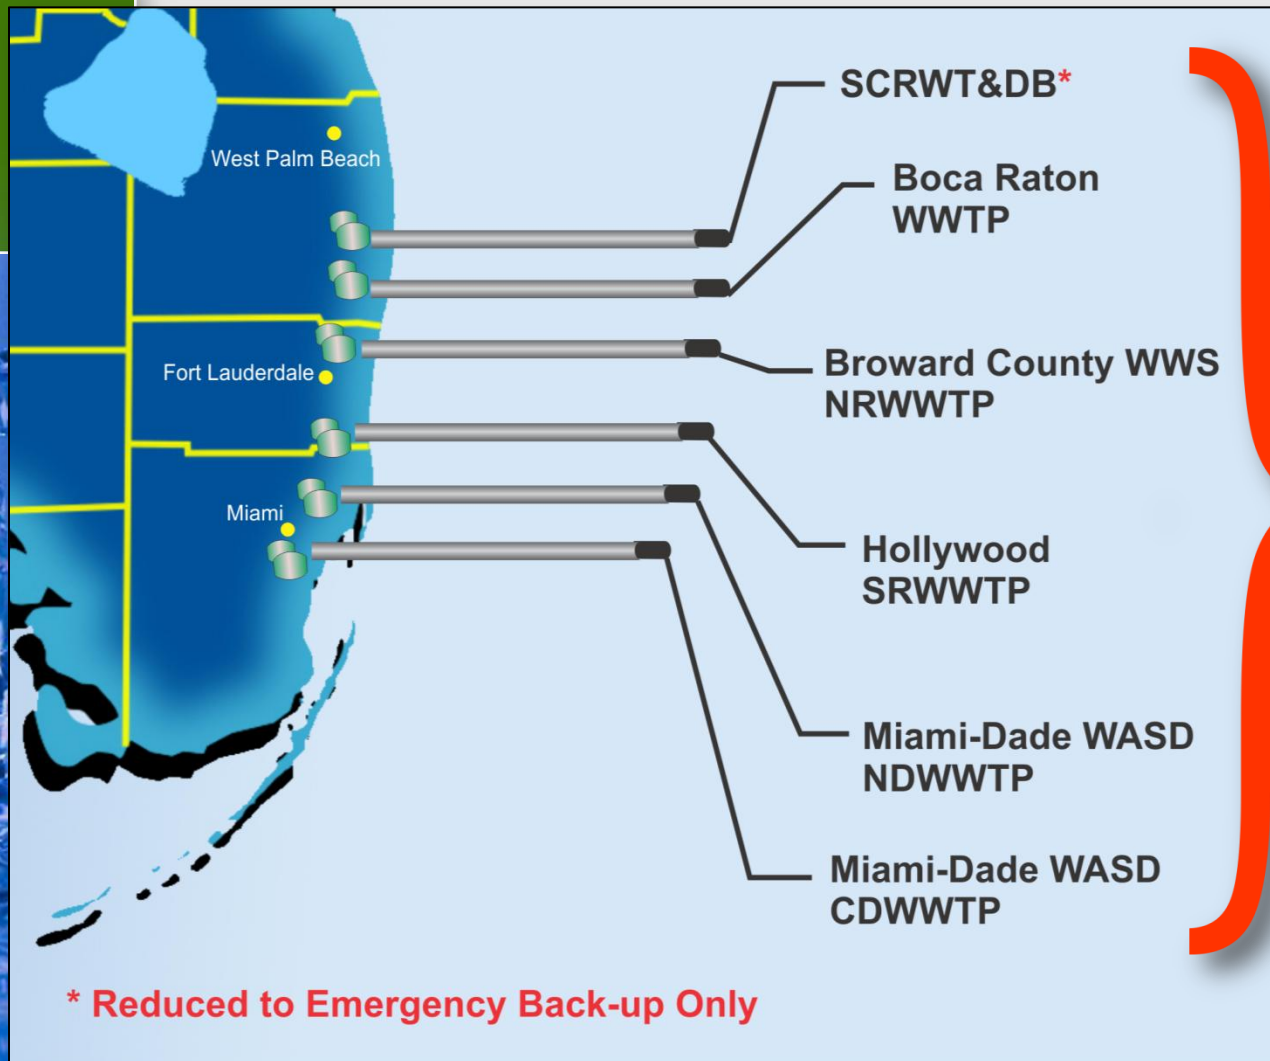 SCRWT&DB*
West Palm Beach
Boca Raton
WWTP
Broward County WWS
NRWWTP
Fort Lauderdale
Miami
Hollywood
SRWWTP
Miami-Dade WASD
NDWWTP
Miami-Dade WASD
CDWWTP
* Reduced to Emergency Back-up Only